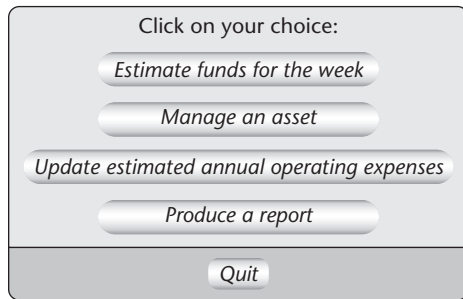 Click on your choice:
Estimate funds for the week
Manage an asset
Update estimated annual operating expenses
Produce a report
Quit